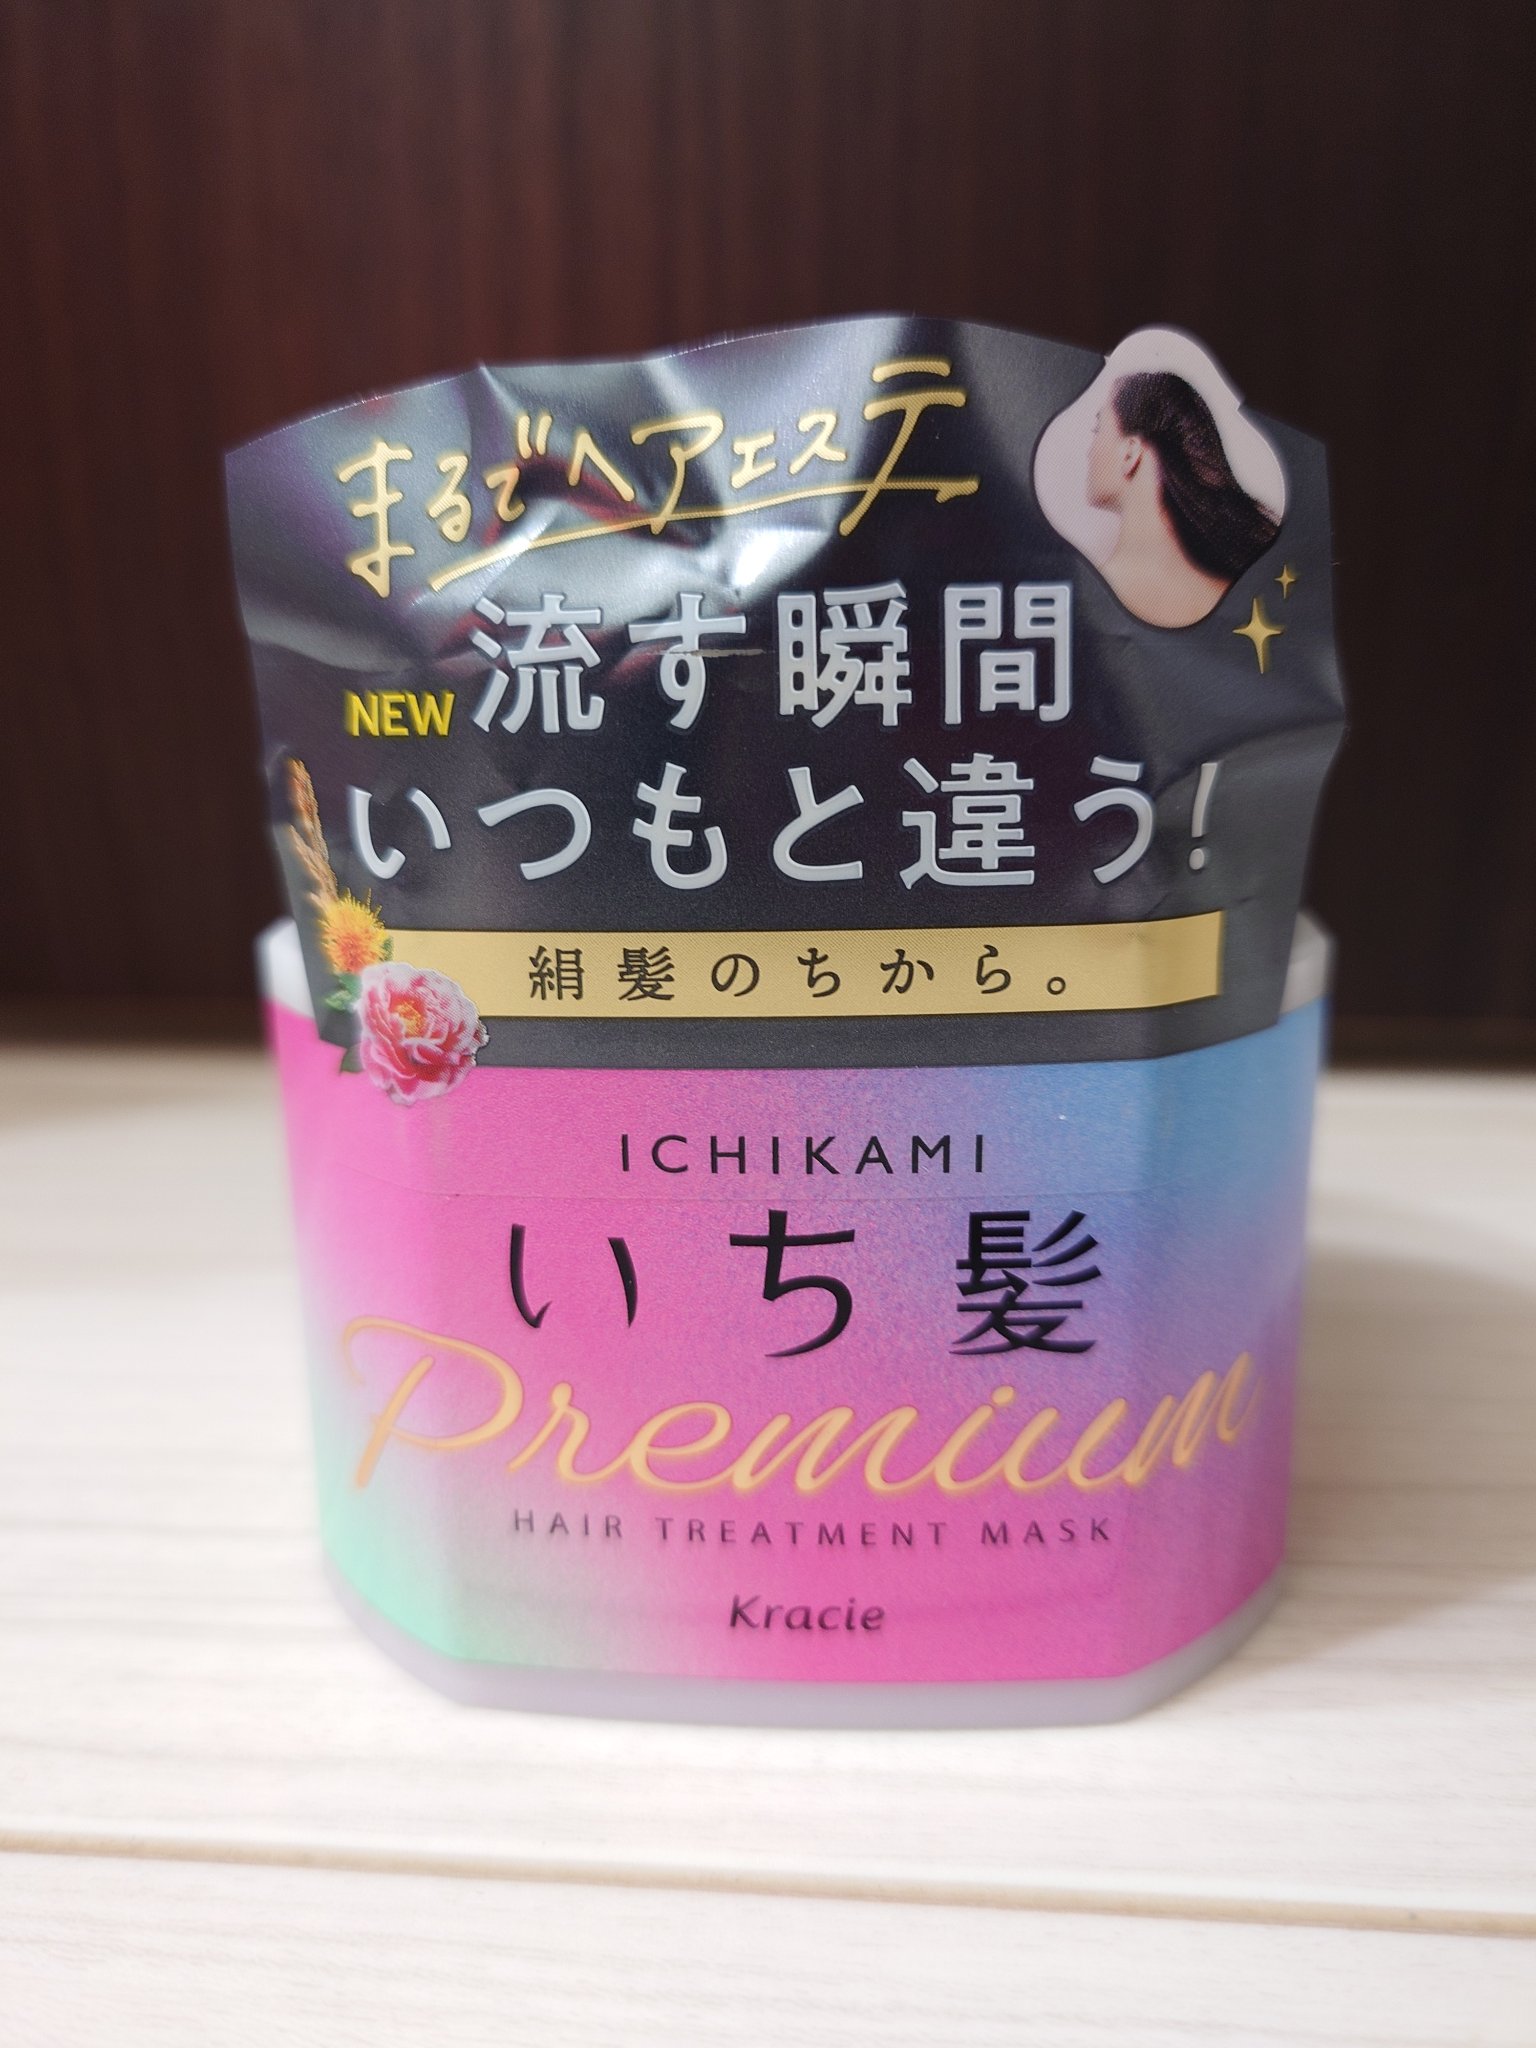 まるでヘアエステ
NEW 流す瞬間
いつもと違う!
絹髪のちから。
ICHIKAMI
いち髪
Premium
HAIR TREATMENT MASK
Kracie